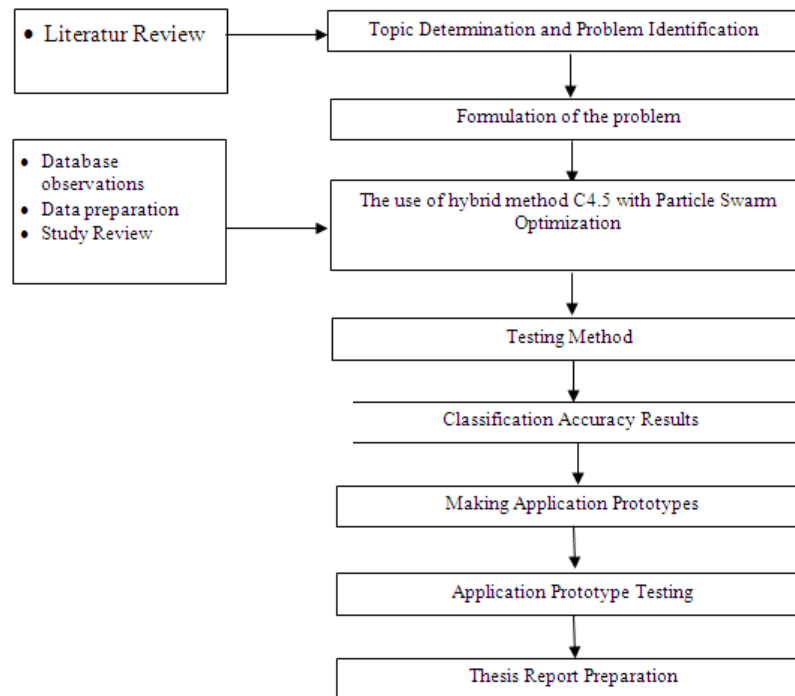 • Literatur Review
Topic Determination and Problem Identification
Formulation of the problem
• Database
observations
• Data preparation
• Study Review
The use of hybrid method C4.5 with Particle Swarm
Optimization
Testing Method
Classification Accuracy Results
Making Application Prototypes
Application Prototype Testing
Thesis Report Preparation